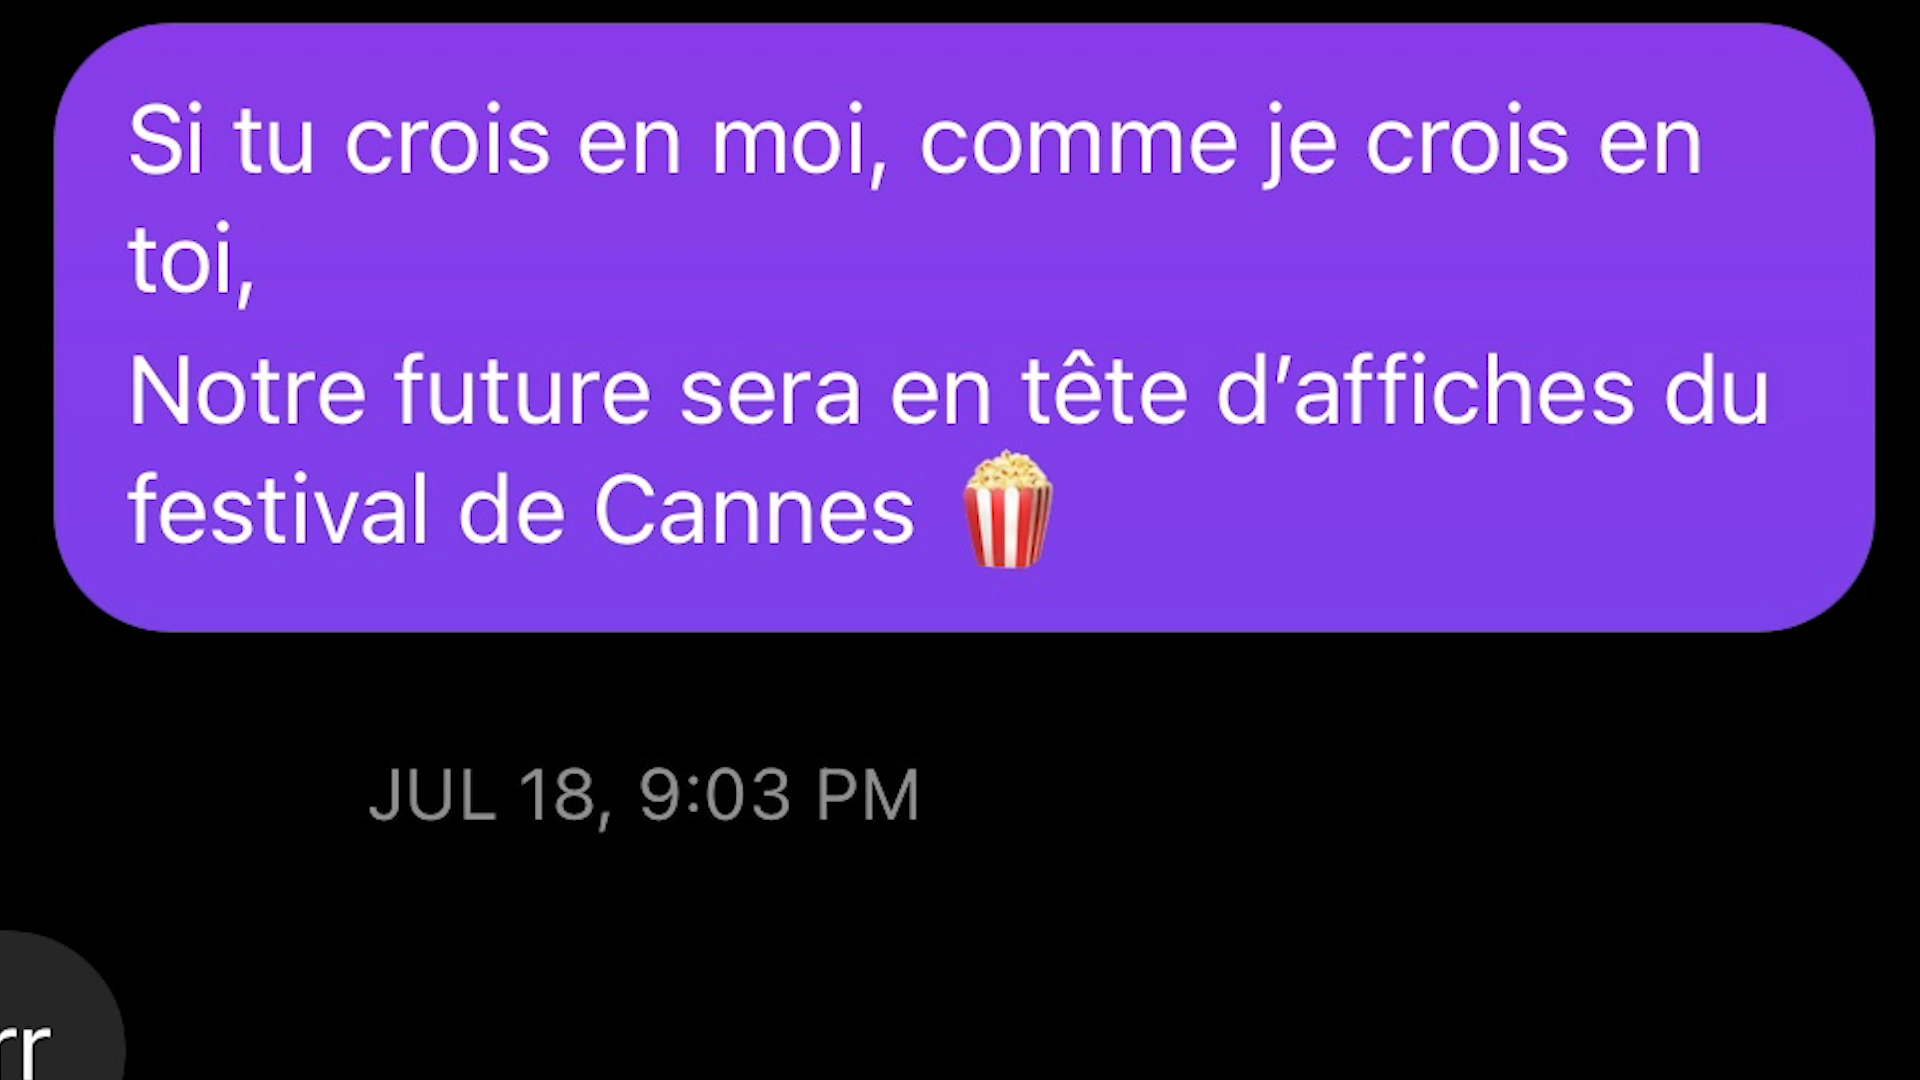 Si tu crois en moi, comme je crois en
toi,
Notre future sera en tête d’affiches du
festival de Cannes 🍿
JUL 18, 9:03 PM
rr